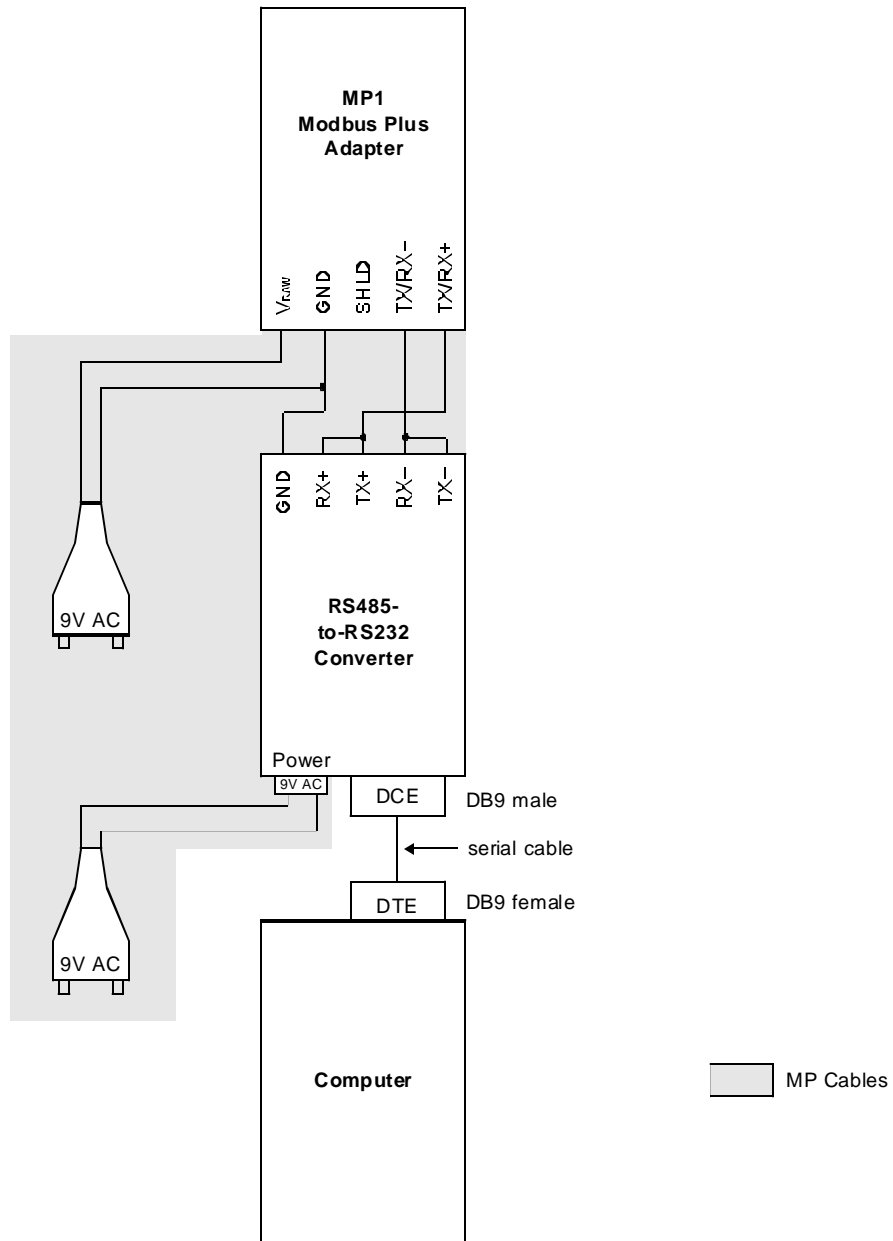 MP1
Modbus Plus
Adapter
VRAW
GND
SHLD
TX/RX-
TX/RX+
GND
RX+
TX+
RX-
TX-
9V AC
RS485-
to-RS232
Converter
Power
9V AC
DCE
DB9 male
serial cable
DTE
DB9 female
9V AC
Computer
MP Cables